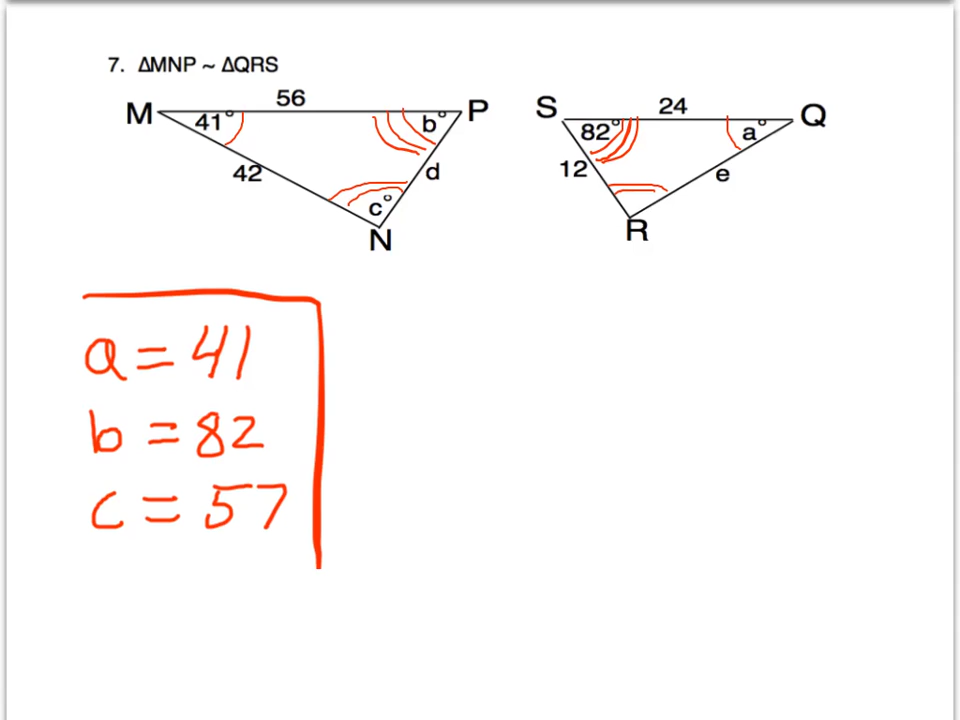 7. ΔMNP ~ ΔQRS
M 56 P
41° b°
42 d
c°
N
S 24 Q
82° a°
12 e
R
a = 41
b = 82
c = 57